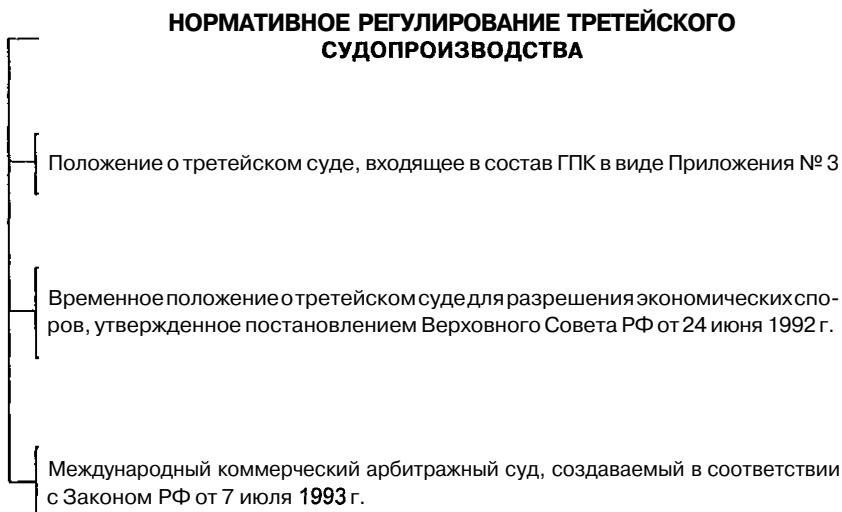 НОРМАТИВНОЕ РЕГУЛИРОВАНИЕ ТРЕТЕЙСКОГО
СУДОПРОИЗВОДСТВА
Положение о третейском суде, входящее в состав ГПК в виде Приложения № 3
Временное положение о третейском суде для разрешения экономических спо-
ров, утвержденное постановлением Верховного Совета РФ от 24 июня 1992 г.
Международный коммерческий арбитражный суд, создаваемый в соответствии
с Законом РФ от 7 июля 1993 г.